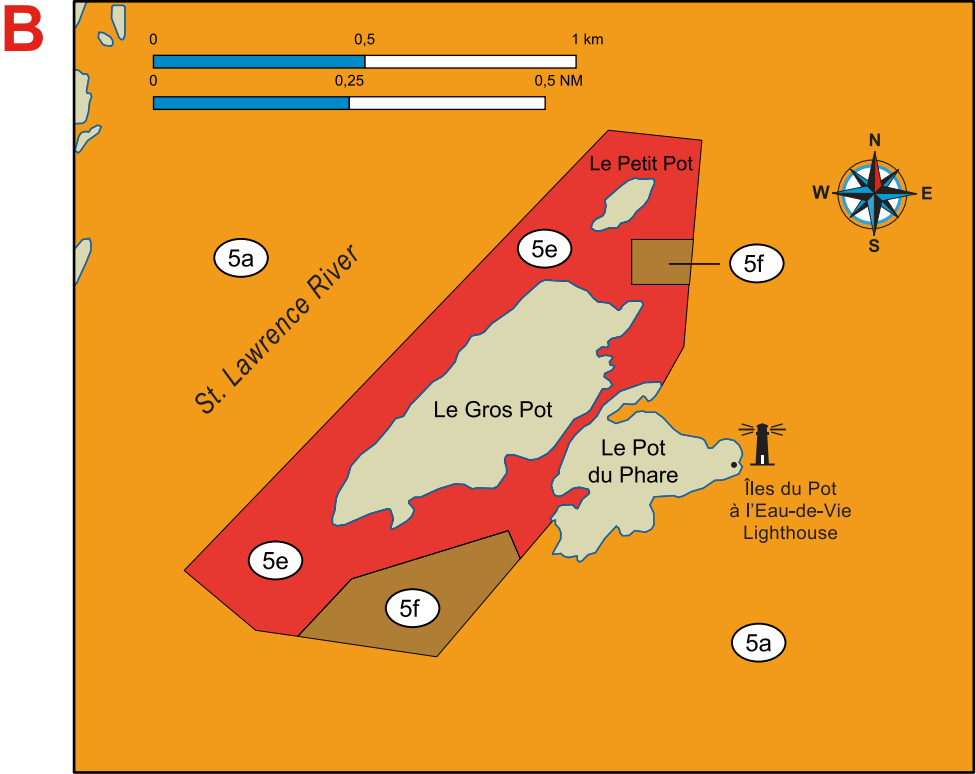 B
0 0,5 1 km
0 0,25 0,5 NM
N
W E
S
Le Petit Pot
5e
5a
5f
St. Lawrence River
Le Gros Pot
Le Pot
du Phare
Îles du Pot
à l'Eau-de-Vie
Lighthouse
5e
5f
5a